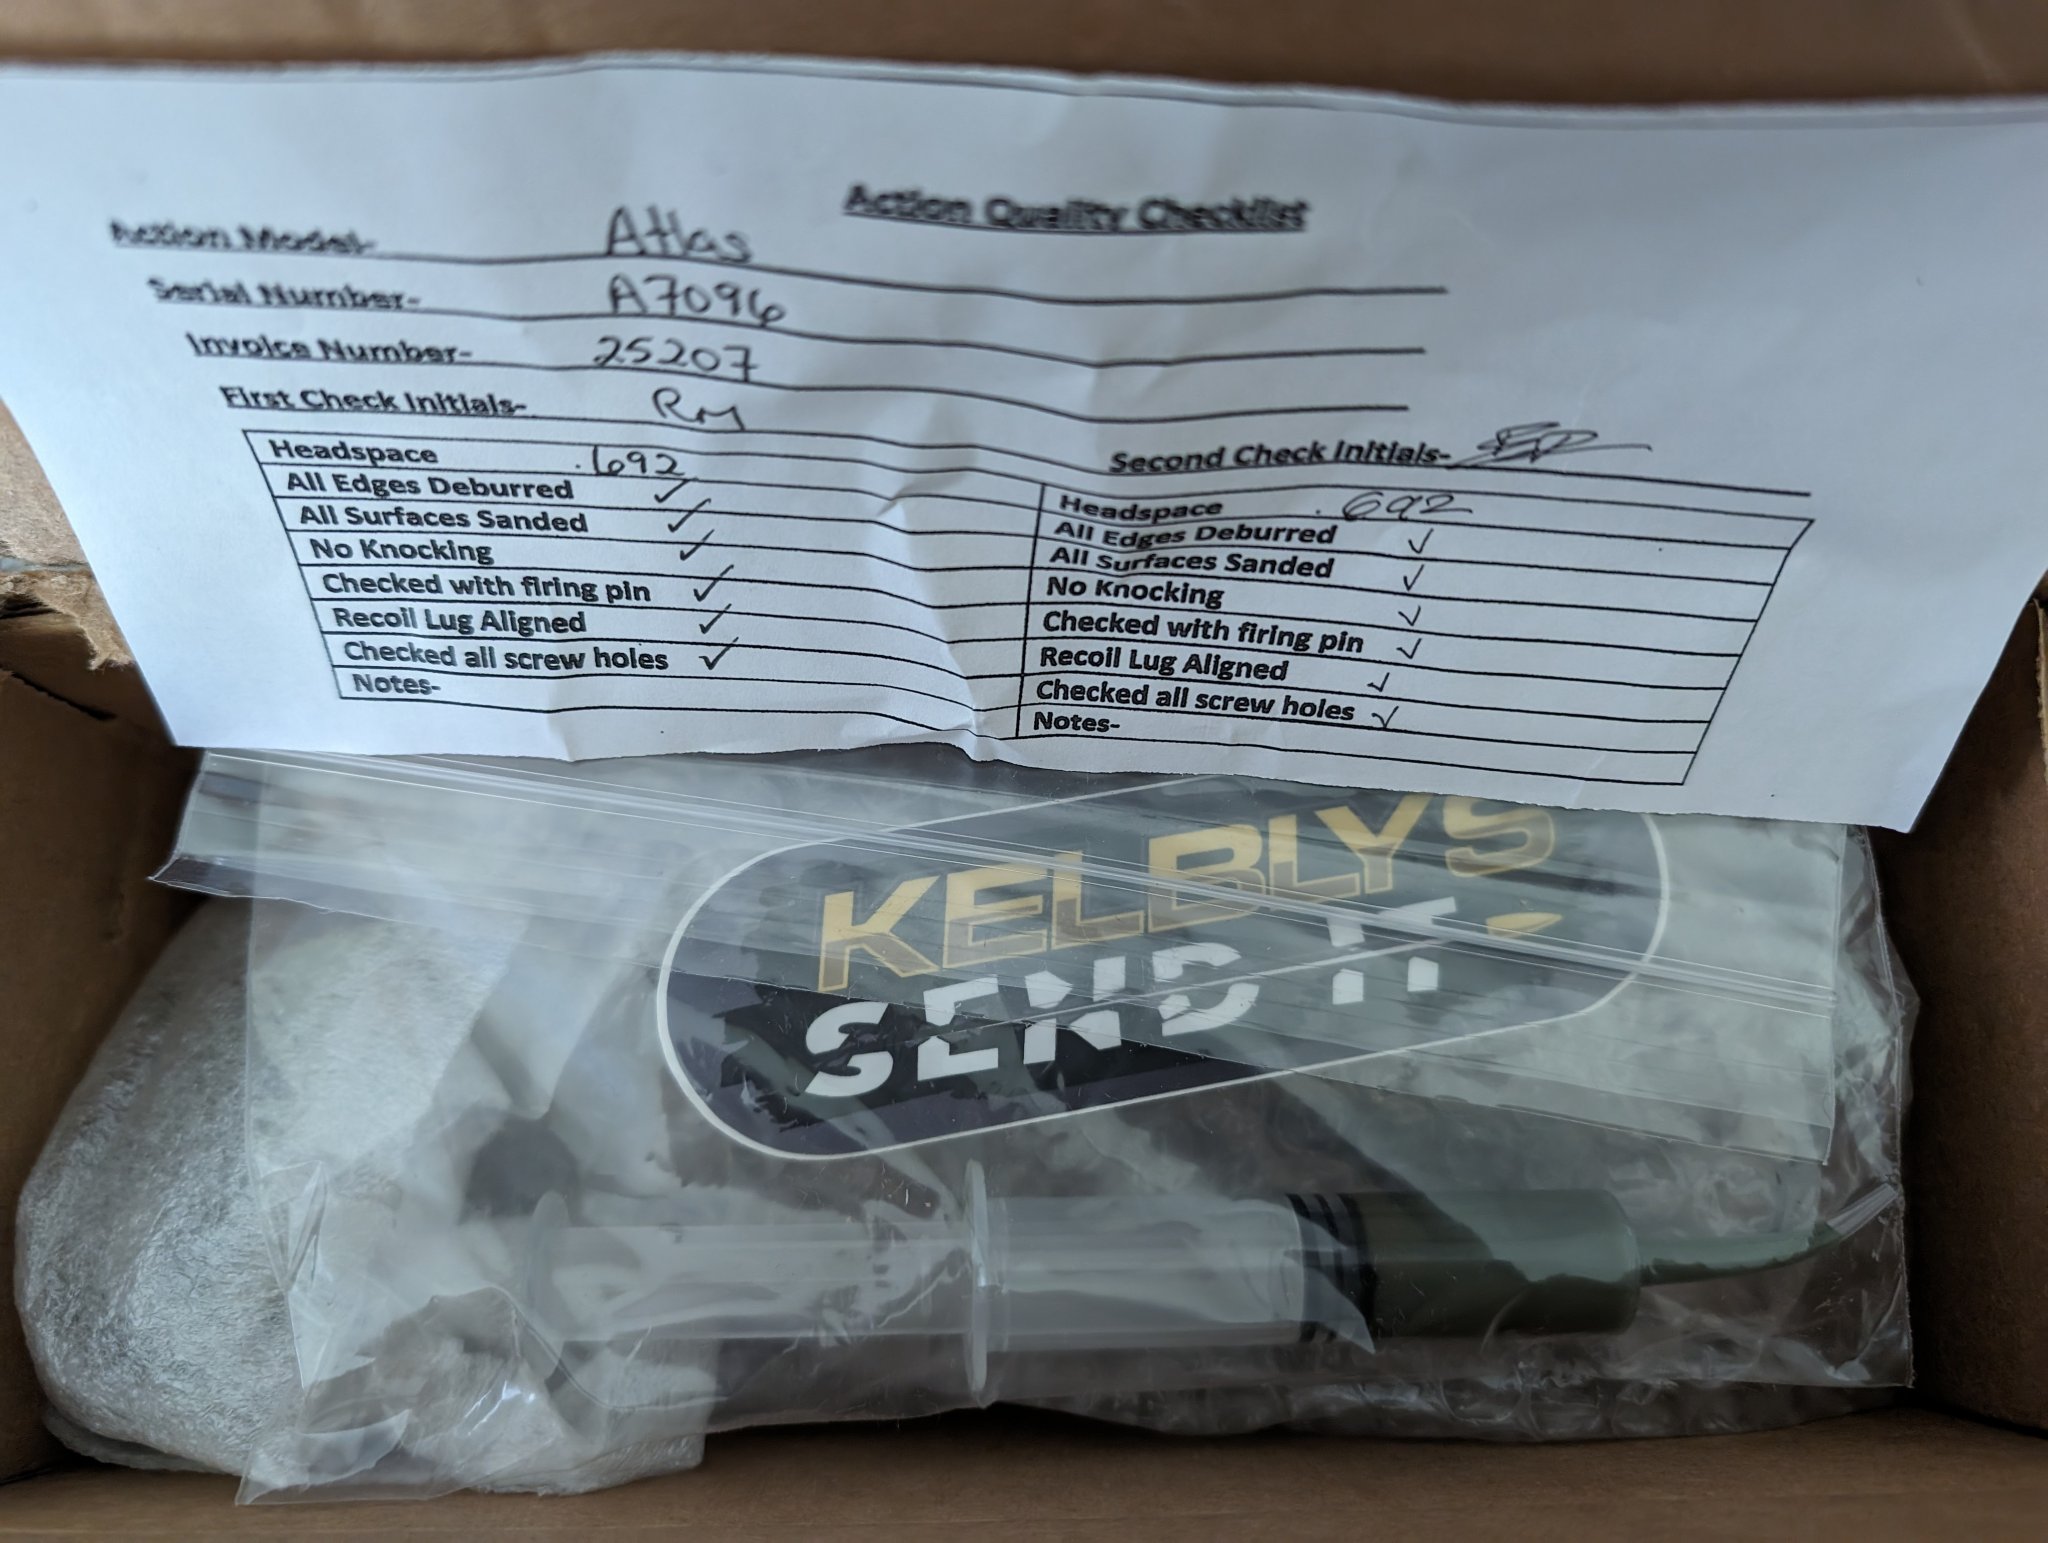 Action Quality Checklist
Action Model- Atlas
Serial Number- A7096
Invoice Number- 25207
First Check Initials- RM
Headspace .692
All Edges Deburred ✓
All Surfaces Sanded ✓
No Knocking ✓
Checked with firing pin ✓
Recoil Lug Aligned ✓
Checked all screw holes ✓
Notes-
Second Check Initials-
Headspace .692
All Edges Deburred ✓
All Surfaces Sanded ✓
No Knocking ✓
Checked with firing pin ✓
Recoil Lug Aligned ✓
Checked all screw holes ✓
Notes-
KELBLYS
SEND IT